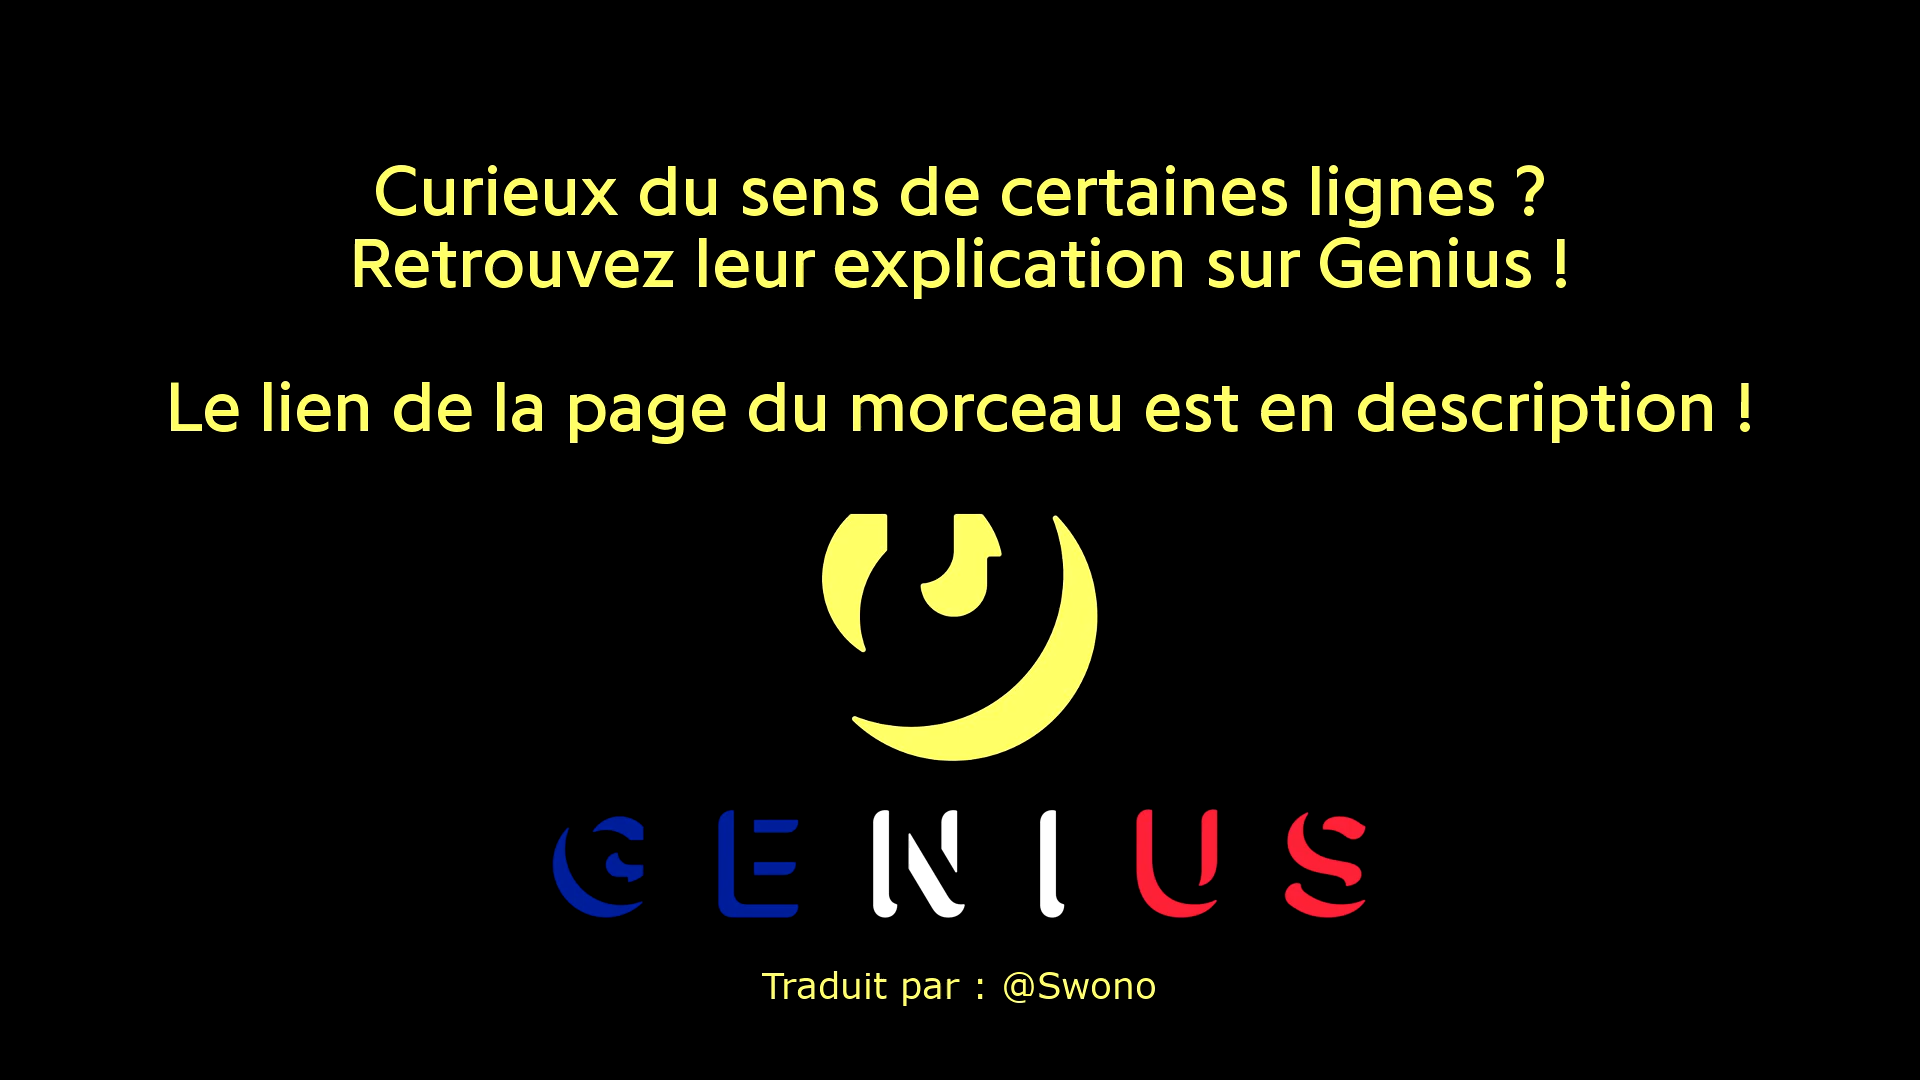 Curieux du sens de certaines lignes ?
Retrouvez leur explication sur Genius !
Le lien de la page du morceau est en description !
GENIUS
Traduit par : @Swono